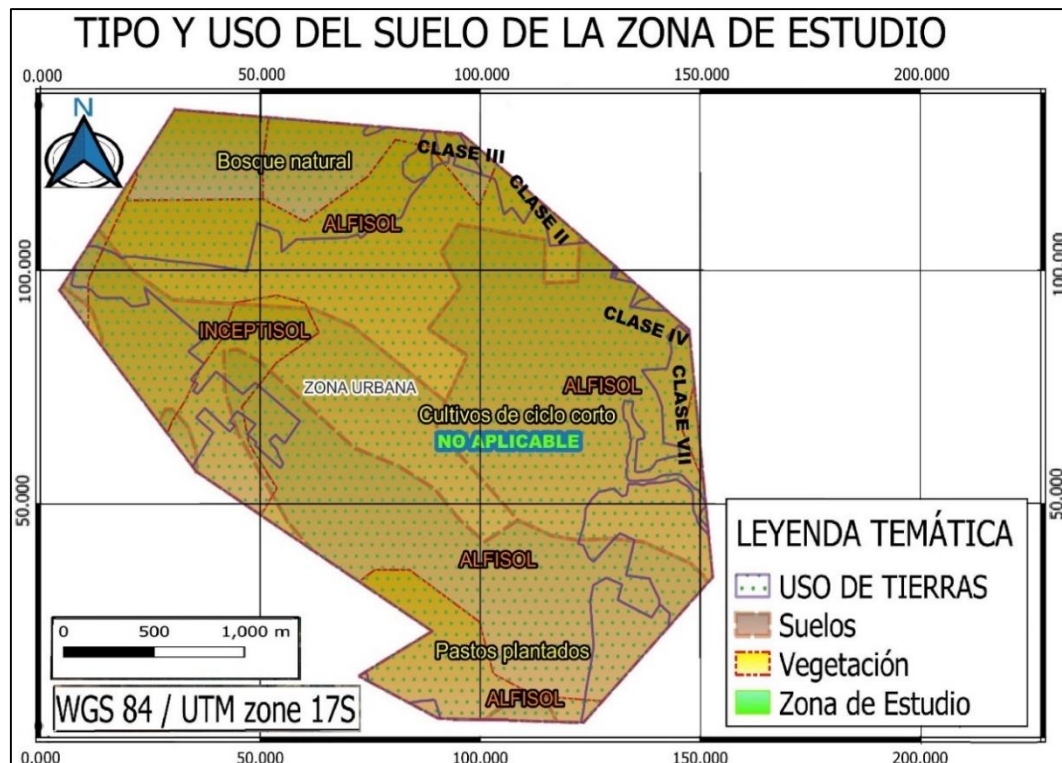 TIPO Y USO DEL SUELO DE LA ZONA DE ESTUDIO
0.000 50.000 100.000 150.000 200.000
N
Bosque natural
CLASE III
CLASE II
ALFISOL
100.000
100.000
CLASE IV
INCEPTISOL
ZONA URBANA
ALFISOL
CLASE VII
Cultivos de ciclo corto
NO APLICABLE
50.000
50.000
ALFISOL
Pastos plantados
ALFISOL
LEYENDA TEMÁTICA
USO DE TIERRAS
Suelos
Vegetación
Zona de Estudio
0 500 1,000 m
WGS 84 / UTM zone 17S
0.000 50.000 100.000 150.000 200.000